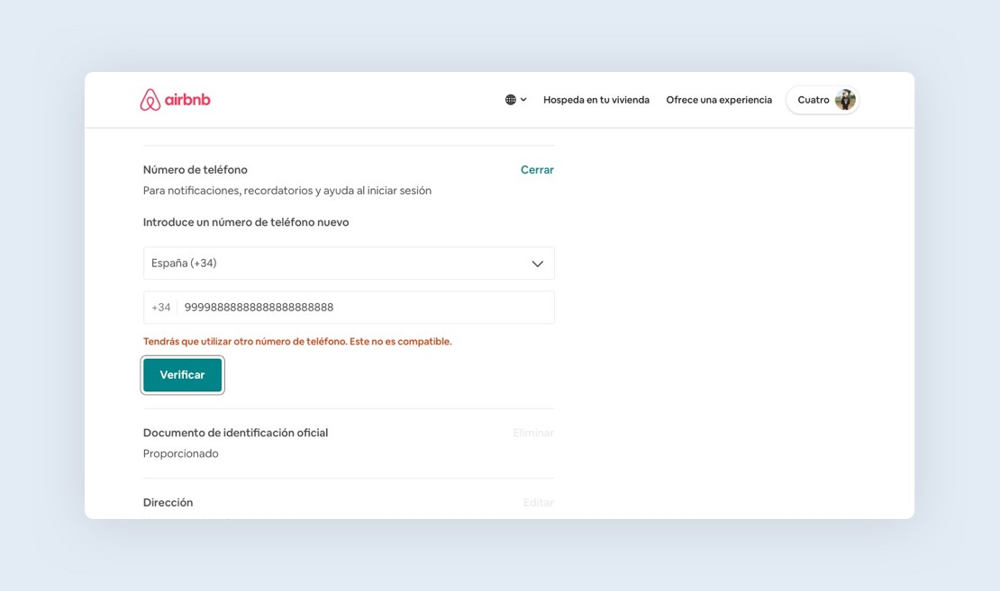 airbnb
Hospeda en tu vivienda
Ofrece una experiencia
Cuatro
Número de teléfono
Cerrar
Para notificaciones, recordatorios y ayuda al iniciar sesión
Introduce un número de teléfono nuevo
España (+34)
+34
Tendrás que utilizar otro número de teléfono. Este no es compatible.
Verificar
Documento de identificación oficial
Eliminar
Proporcionado
Dirección
Editar